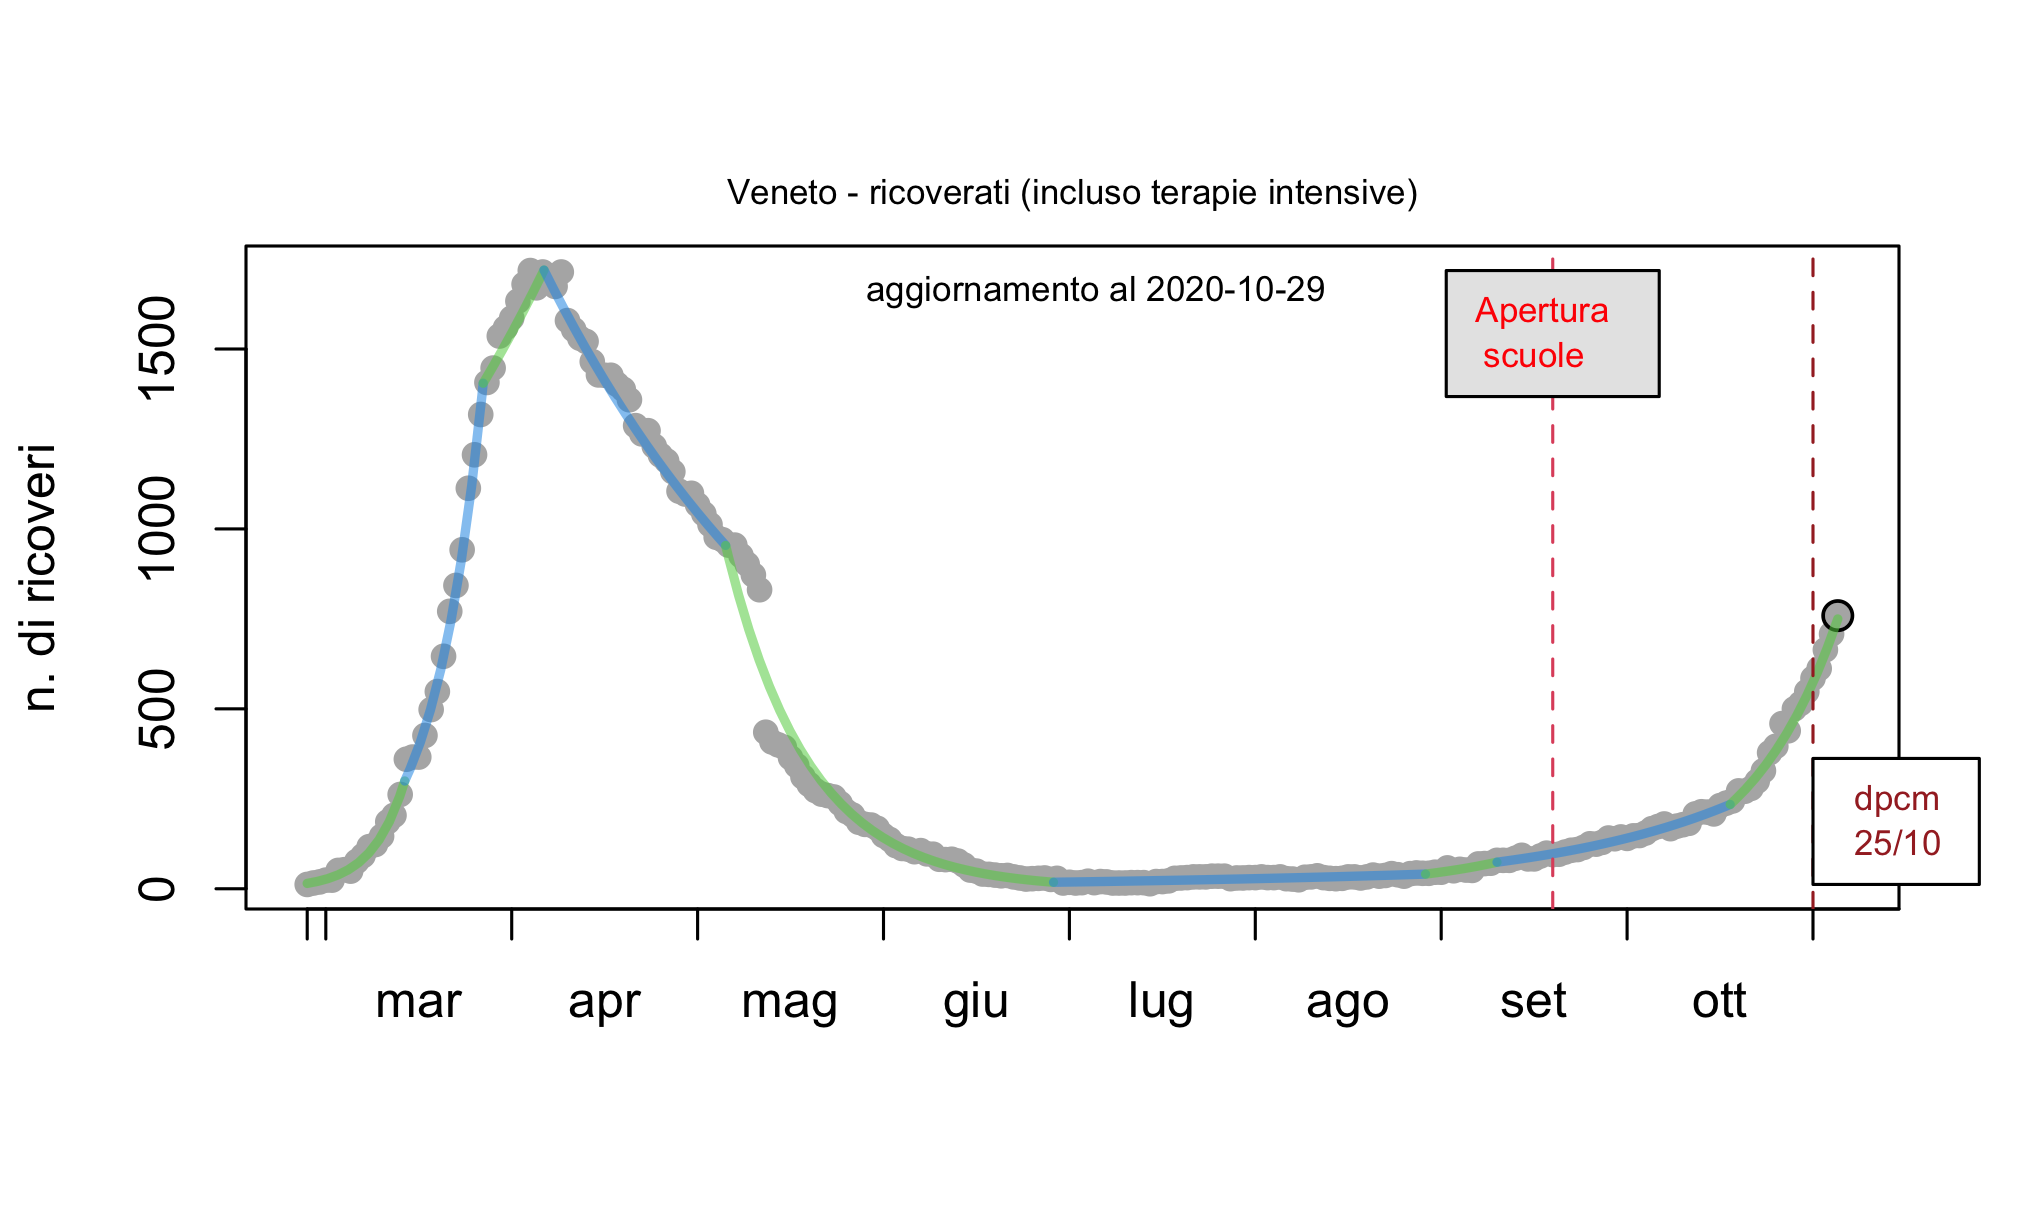 Veneto - ricoverati (incluso terapie intensive)
aggiornamento al 2020-10-29
Apertura
scuole
n. di ricoveri
1500
1000
500
0
dpcm
25/10
mar apr mag giu lug ago set ott